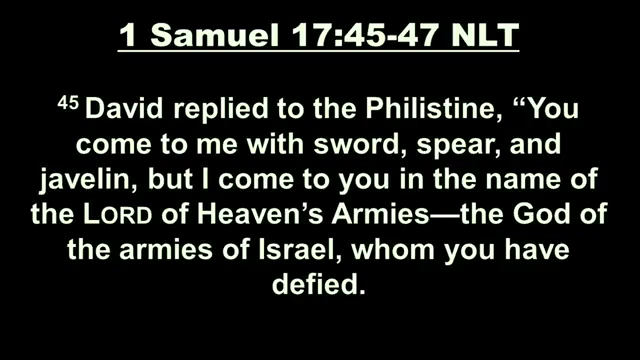 1 Samuel 17:45-47 NLT
45 David replied to the Philistine, “You
come to me with sword, spear, and
javelin, but I come to you in the name of
the LORD of Heaven’s Armies—the God of
the armies of Israel, whom you have
defied.